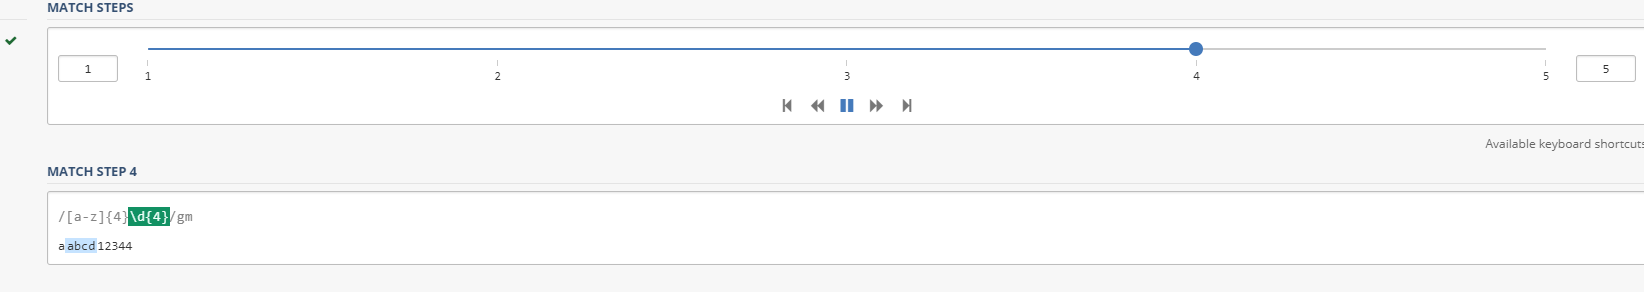 MATCH STEPS
1
5
1 2 3 4 5
Available keyboard shortcuts
MATCH STEP 4
/[a-z]{4}\d{4}/gm
aabcd12344